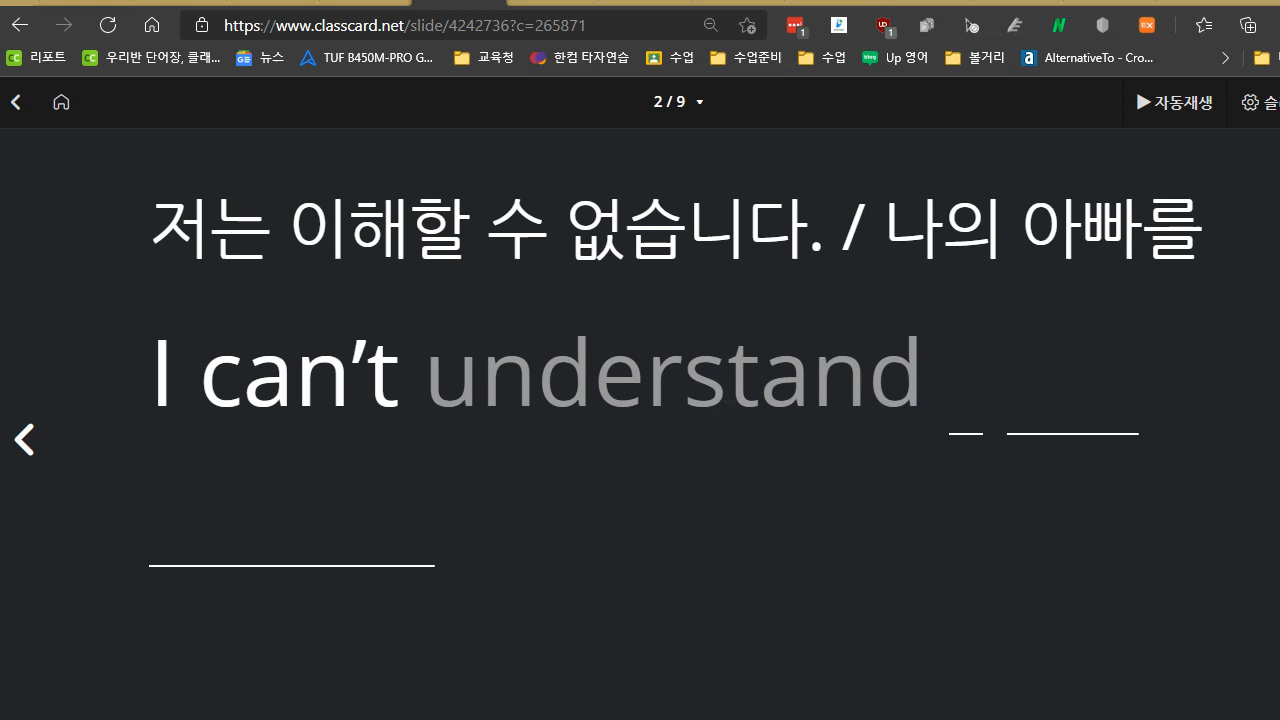 https://www.classcard.net/slide/4242736?c=265871
리포트 우리반 단어장, 클래... 뉴스 TUF B450M-PRO G... 교육청 한컴 타자연습 수업 수업준비 수업 Up 영어 볼거리 AlternativeTo - Cro...
2 / 9 자동재생
저는 이해할 수 없습니다. / 나의 아빠를
I can’t understand